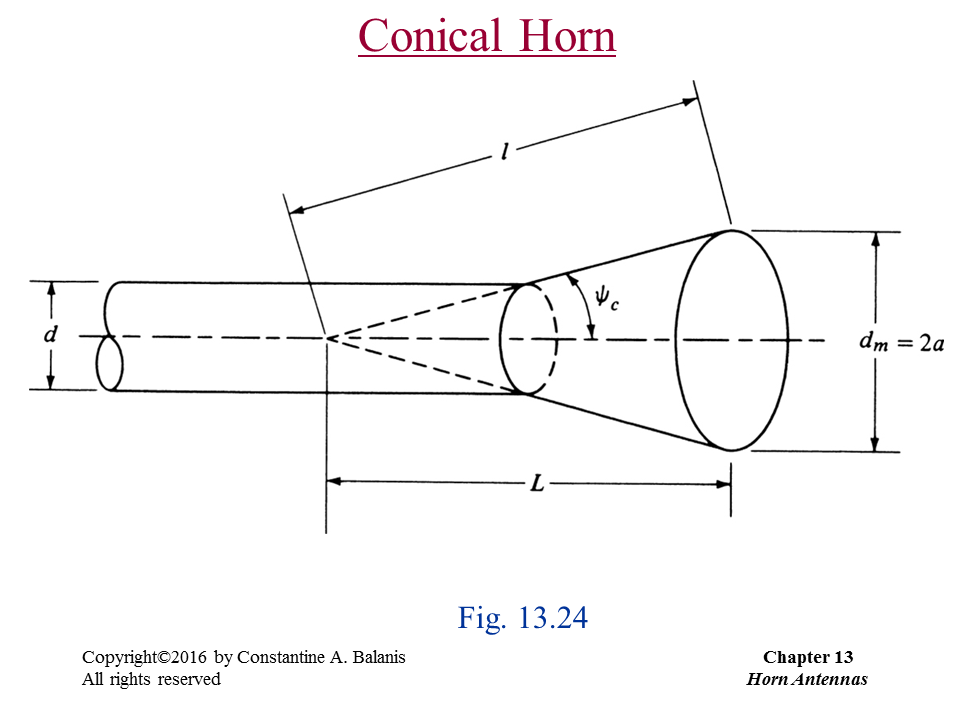 Conical Horn
l
d
ψc
dm = 2a
L
Fig. 13.24
Copyright©2016 by Constantine A. Balanis
All rights reserved
Chapter 13
Horn Antennas